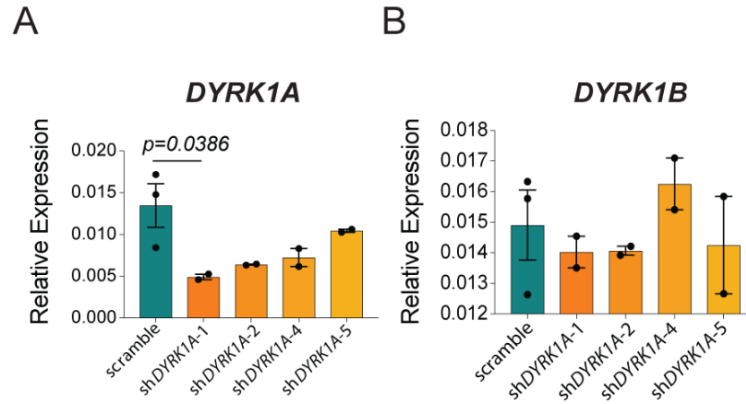 A
DYRK1A
p=0.0386
Relative Expression
0.020
0.015
0.010
0.005
0.000
scramble
shDYRK1A-1
shDYRK1A-2
shDYRK1A-4
shDYRK1A-5
B
DYRK1B
Relative Expression
0.018
0.017
0.016
0.015
0.014
0.013
0.012
scramble
shDYRK1A-1
shDYRK1A-2
shDYRK1A-4
shDYRK1A-5